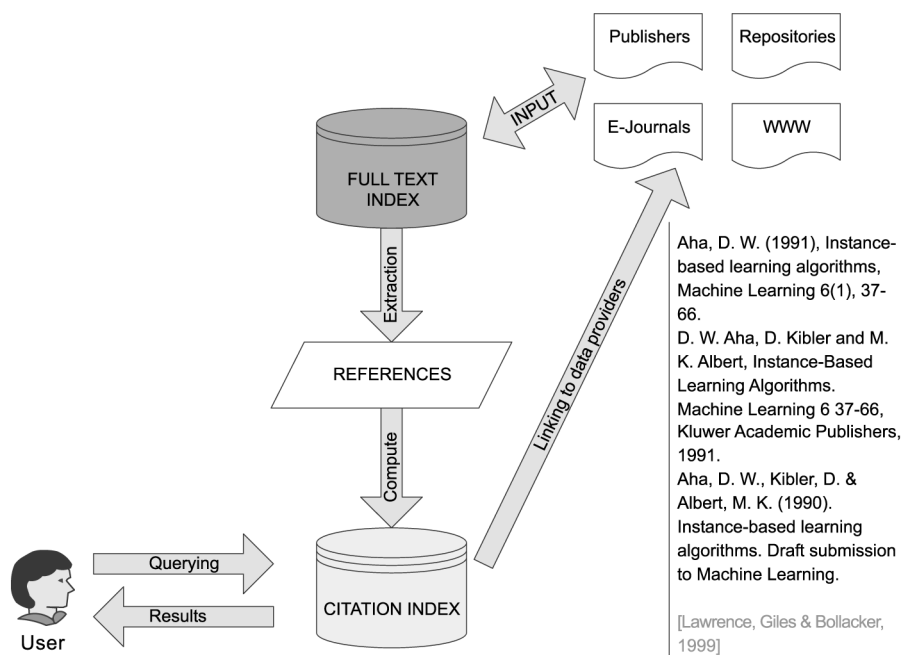 Publishers
Repositories
INPUT
E-Journals
WWW
FULL TEXT
INDEX
Extraction
REFERENCES
Linking to data providers
Compute
Querying
Results
CITATION INDEX
User
Aha, D. W. (1991), Instance-
based learning algorithms,
Machine Learning 6(1), 37-
66.
D. W. Aha, D. Kibler and M.
K. Albert, Instance-Based
Learning Algorithms.
Machine Learning 6 37-66,
Kluwer Academic Publishers,
1991.
Aha, D. W., Kibler, D. &
Albert, M. K. (1990).
Instance-based learning
algorithms. Draft submission
to Machine Learning.
[Lawrence, Giles & Bollacker,
1999]